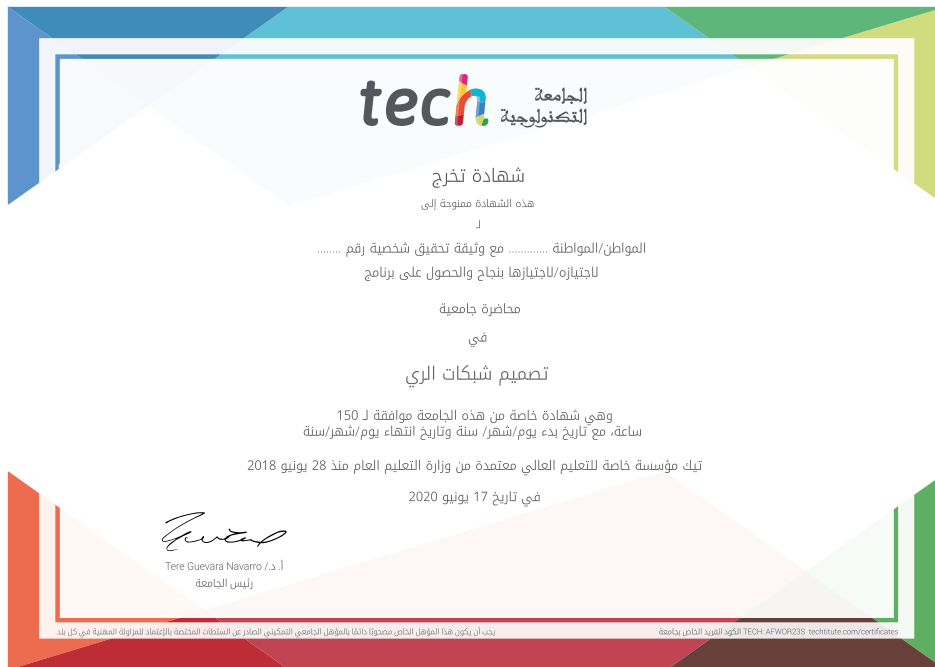 tech الجامعة
التكنولوجية
شهادة تخرج
هذه الشهادة ممنوحة إلى
لـ
المواطن/المواطنة ............. مع وثيقة تحقيق شخصية رقم ........
لاجتيازه/لاجتيازها بنجاح والحصول على برنامج
محاضرة جامعية
في
تصميم شبكات الري
وهي شهادة خاصة من هذه الجامعة موافقة لـ 150
ساعة، مع تاريخ بدء يوم/شهر/ سنة وتاريخ انتهاء يوم/شهر/سنة
تيك مؤسسة خاصة للتعليم العالي معتمدة من وزارة التعليم العام منذ 28 يونيو 2018
في تاريخ 17 يونيو 2020
أ. د./ Tere Guevara Navarro
رئيس الجامعة
يجب أن يكون هذا المؤهل الخاص مصحوبًا دائمًا بالمؤهل الجامعي التمكيني الصادر عن السلطات المختصة بالإعتماد للمزاولة المهنية في كل بلد.
الكود الفريد الخاص بجامعة TECH: AFWOR23S techtitute.com/certificates